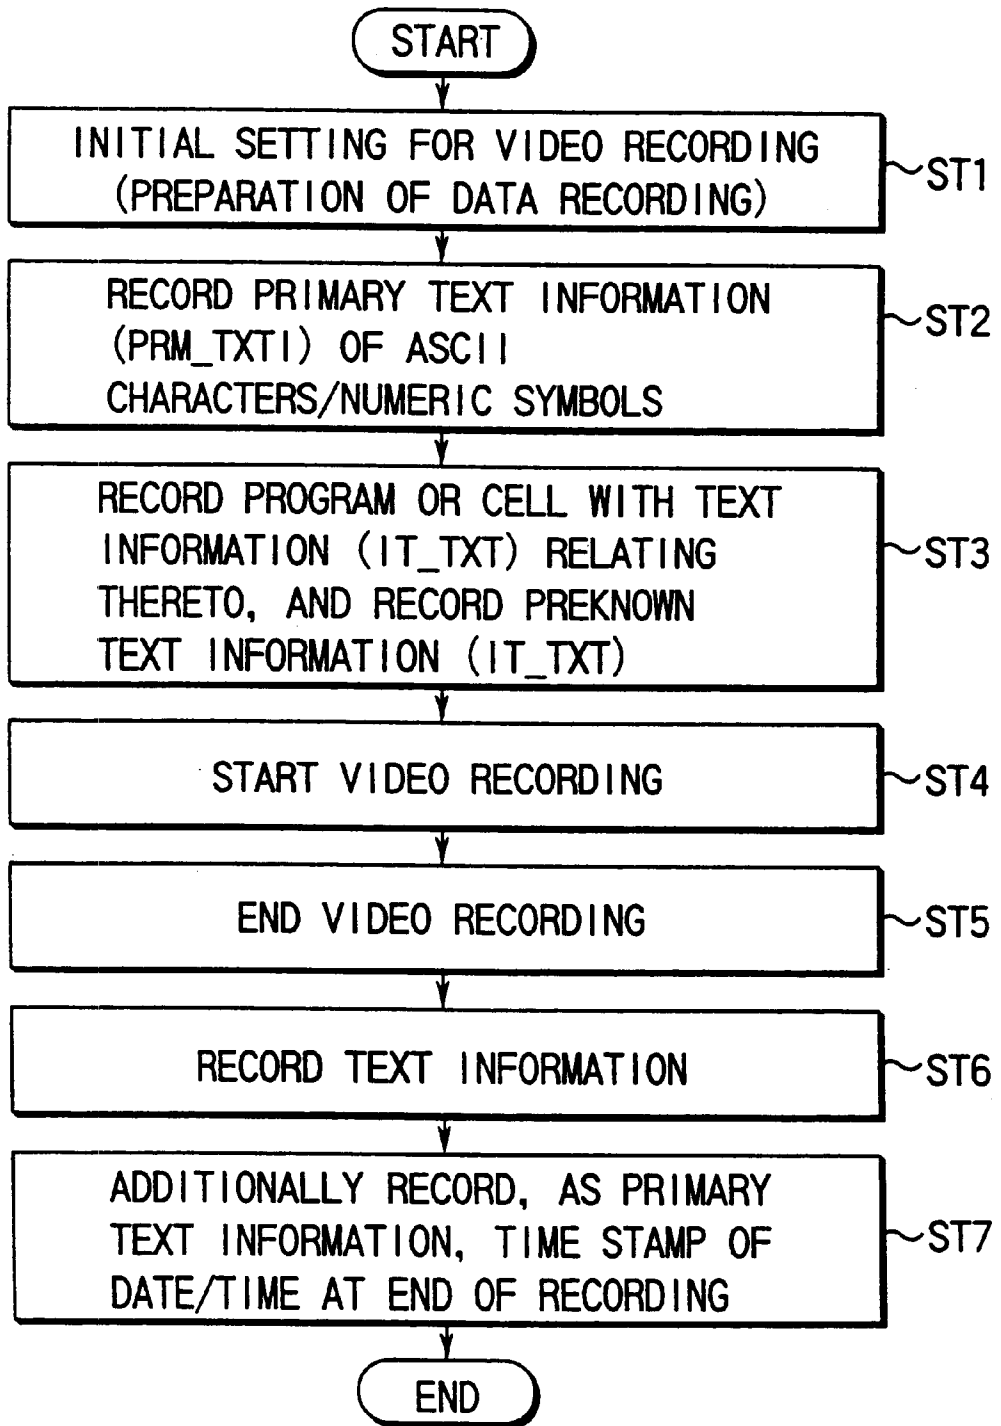 START
INITIAL SETTING FOR VIDEO RECORDING
(PREPARATION OF DATA RECORDING)
ST1
RECORD PRIMARY TEXT INFORMATION
(PRM_TXTI) OF ASCII
CHARACTERS/NUMERIC SYMBOLS
ST2
RECORD PROGRAM OR CELL WITH TEXT
INFORMATION (IT_TXT) RELATING
THERETO, AND RECORD PREKNOWN
TEXT INFORMATION (IT_TXT)
ST3
START VIDEO RECORDING
ST4
END VIDEO RECORDING
ST5
RECORD TEXT INFORMATION
ST6
ADDITIONALLY RECORD, AS PRIMARY
TEXT INFORMATION, TIME STAMP OF
DATE/TIME AT END OF RECORDING
ST7
END